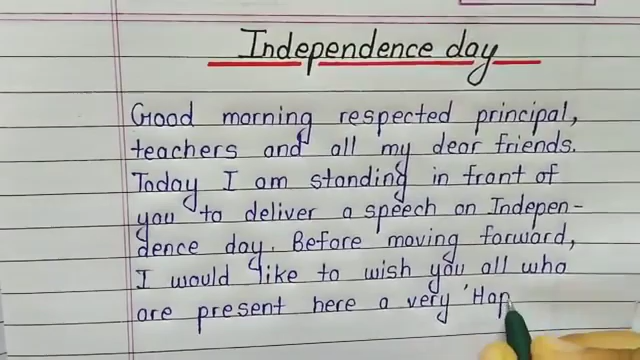 Independence day
Good morning respected principal,
teachers and all my dear friends.
Today I am standing in front of
you to deliver a speech on Indepen-
dence day. Before moving forward,
I would like to wish you all who
are present here a very 'Hap